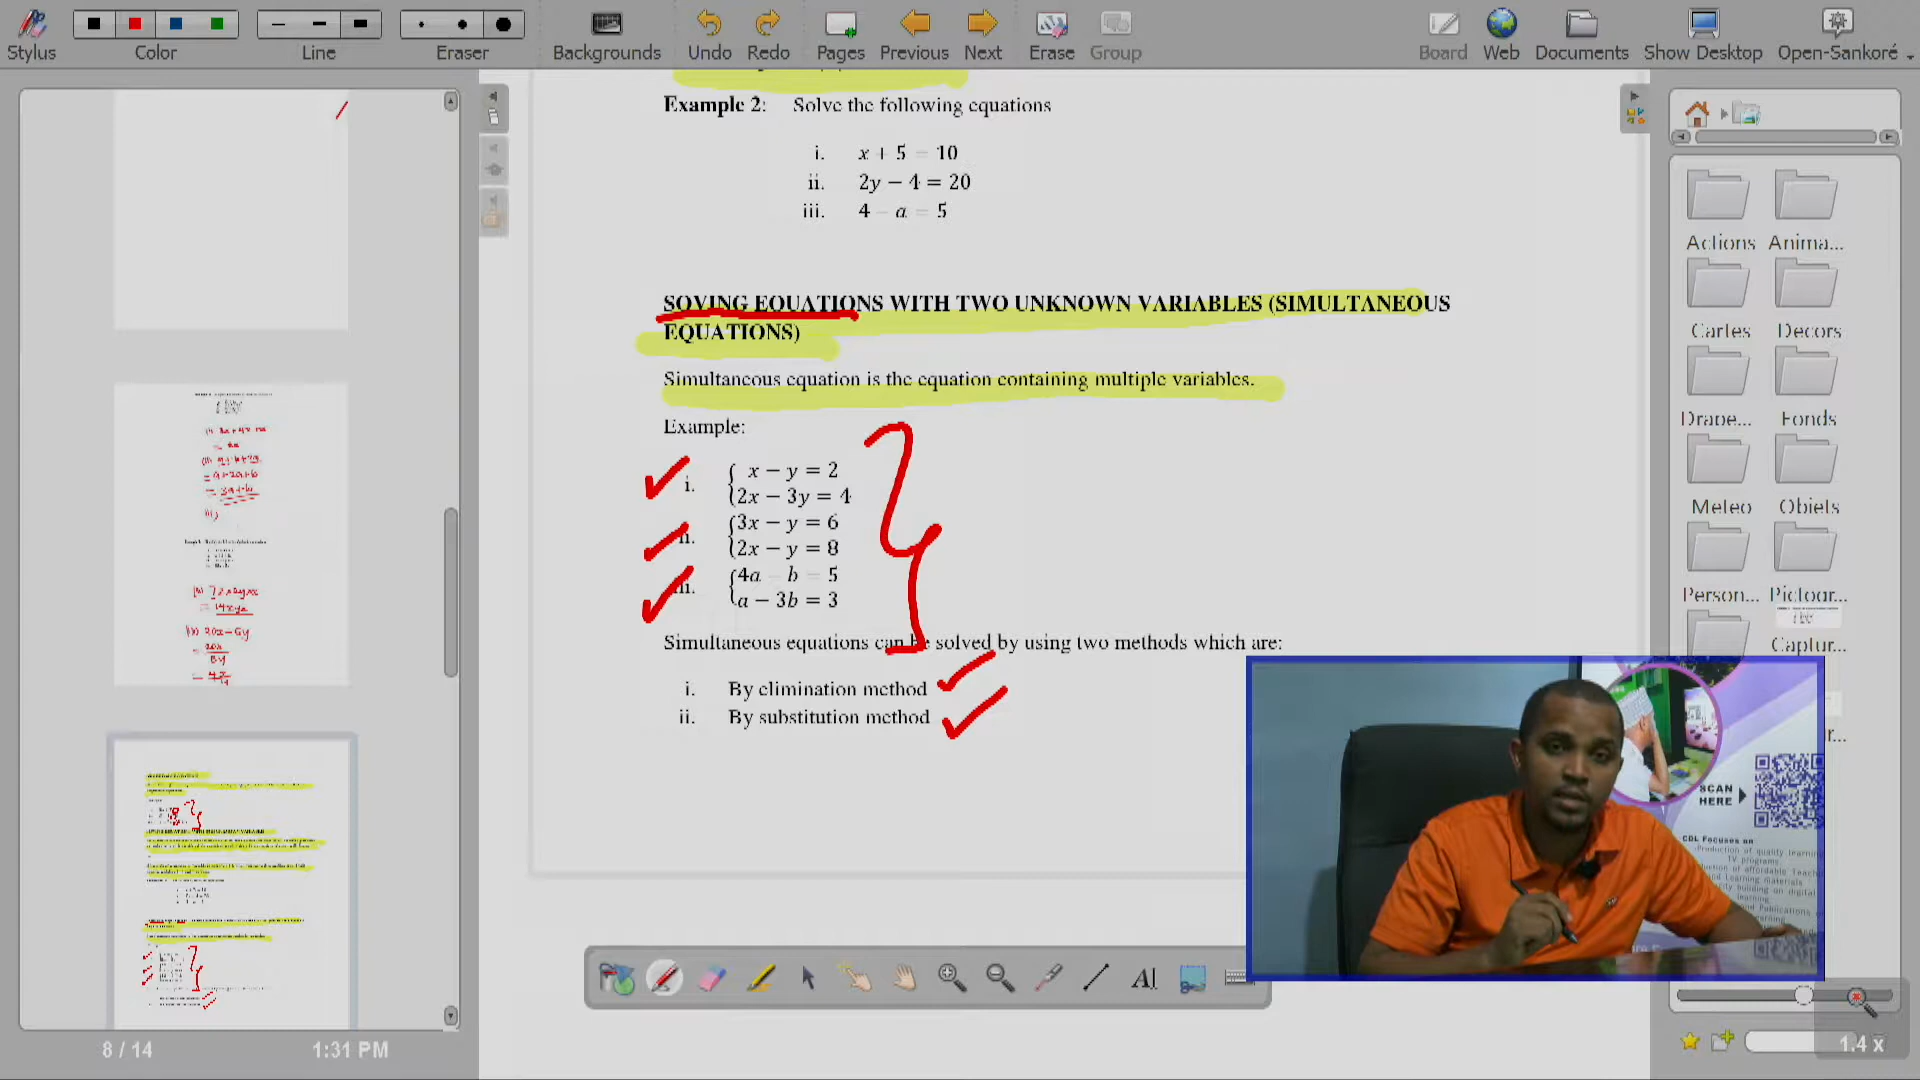 Stylus Color Line Eraser Backgrounds Undo Redo Pages Previous Next Erase Group Board Web Documents Show Desktop Open-Sankoré
Example 2: Solve the following equations
i. x + 5 = 10
ii. 2y − 4 = 20
iii. 4 − a = 5
SOVING EQUATIONS WITH TWO UNKNOWN VARIABLES (SIMULTANEOUS
EQUATIONS)
Simultaneous equation is the equation containing multiple variables.
Example:
i. x − y = 2
2x − 3y = 4
ii. 3x − y = 6
2x − y = 8
iii. 4a − b = 5
a − 3b = 3
Simultaneous equations can be solved by using two methods which are:
i. By elimination method
ii. By substitution method
Actions Anima...
Cartes Decors
Drape... Fonds
Meteo Objets
Person... Pictogr...
Captur...
SCAN
HERE
CDL Focuses on
8 / 14 1:31 PM
1.4 x